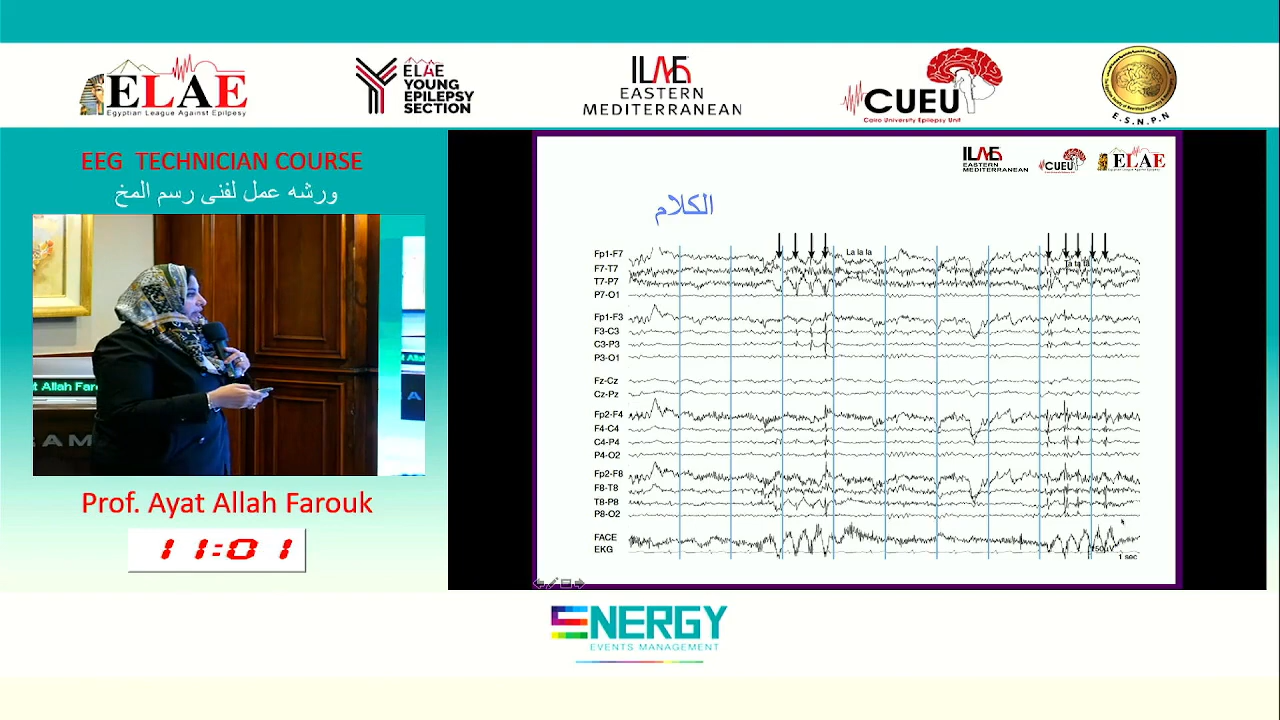 ELAE
Egyptian League Against Epilpesy
ELAE
YOUNG
EPILEPSY
SECTION
ILAE
EASTERN
MEDITERRANEAN
CUEU
Cairo University Epilepsy Unit
E.S.N.P.N
EEG TECHNICIAN COURSE
ورشه عمل لفنى رسم المخ
Prof. Ayat Allah Farouk
11:01
ILAE
EASTERN
MEDITERRANEAN
CUEU
ELAE
الكلام
La la la
Ta ta ta
Fp1-F7
F7-T7
T7-P7
P7-O1
Fp1-F3
F3-C3
C3-P3
P3-O1
Fz-Cz
Cz-Pz
Fp2-F4
F4-C4
C4-P4
P4-O2
Fp2-F8
F8-T8
T8-P8
P8-O2
FACE
EKG
1 sec
ENERGY
EVENTS MANAGEMENT